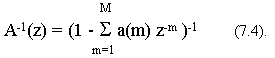 M
A⁻¹(z) = (1 - Σ a(m) z⁻ᵐ )⁻¹ (7.4).
m=1